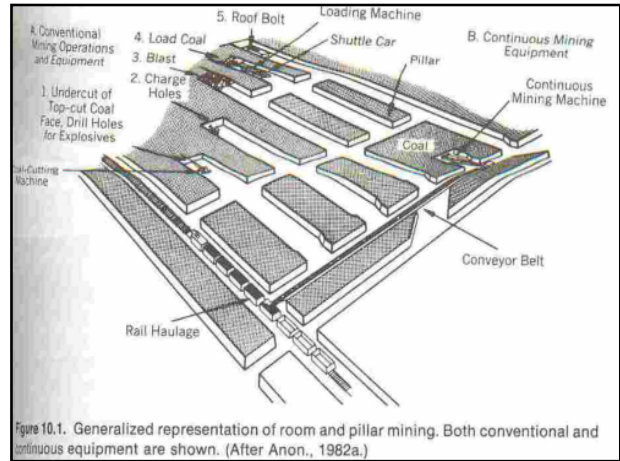 A. Conventional
Mining Operations
and Equipment
5. Roof Bolt
4. Load Coal
3. Blast
2. Charge
Holes
1. Undercut of
Top-cut Coal
Face, Drill Holes
for Explosives
al-Cutting
Machine
Loading Machine
Shuttle Car
Pillar
B. Continuous Mining
Equipment
Continuous
Mining Machine
Coal
Conveyor Belt
Rail Haulage
Figure 10.1. Generalized representation of room and pillar mining. Both conventional and
continuous equipment are shown. (After Anon., 1982a.)